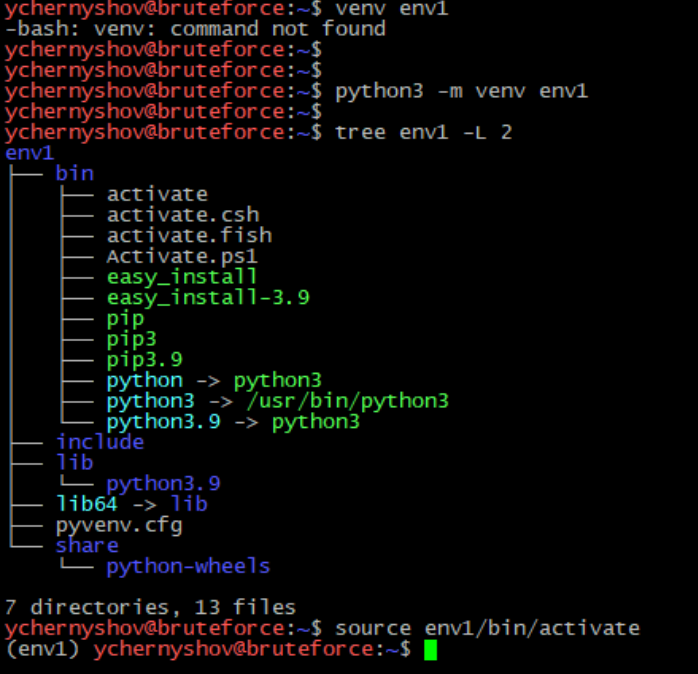 ychernyshov@bruteforce:~$ venv env1
-bash: venv: command not found
ychernyshov@bruteforce:~$
ychernyshov@bruteforce:~$
ychernyshov@bruteforce:~$ python3 -m venv env1
ychernyshov@bruteforce:~$
ychernyshov@bruteforce:~$ tree env1 -L 2
env1
├── bin
│   ├── activate
│   ├── activate.csh
│   ├── activate.fish
│   ├── Activate.ps1
│   ├── easy_install
│   ├── easy_install-3.9
│   ├── pip
│   ├── pip3
│   ├── pip3.9
│   ├── python -> python3
│   ├── python3 -> /usr/bin/python3
│   └── python3.9 -> python3
├── include
├── lib
│   └── python3.9
├── lib64 -> lib
├── pyvenv.cfg
└── share
    └── python-wheels
7 directories, 13 files
ychernyshov@bruteforce:~$ source env1/bin/activate
(env1) ychernyshov@bruteforce:~$